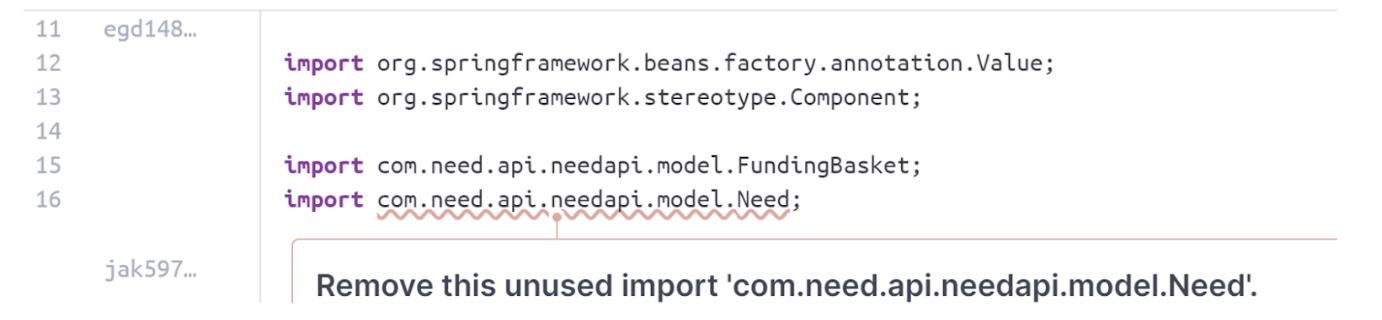 11 egd148…
12 import org.springframework.beans.factory.annotation.Value;
13 import org.springframework.stereotype.Component;
14
15 import com.need.api.needapi.model.FundingBasket;
16 import com.need.api.needapi.model.Need;
jak597…
Remove this unused import 'com.need.api.needapi.model.Need'.